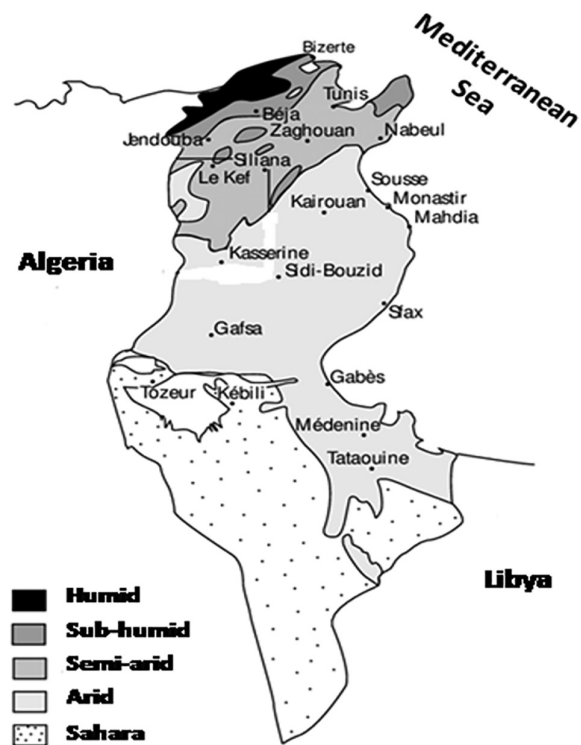 Bizerte
Mediterranean
Sea
Tunis
Béja
Jendouba
Zaghouan
Nabeul
Siliana
Le Kef
Sousse
Kairouan
Monastir
Mahdia
Algeria
Kasserine
Sidi-Bouzid
Sfax
Gafsa
Gabès
Tozeur
Kébili
Médenine
Tataouine
Libya
Humid
Sub-humid
Semi-arid
Arid
Sahara